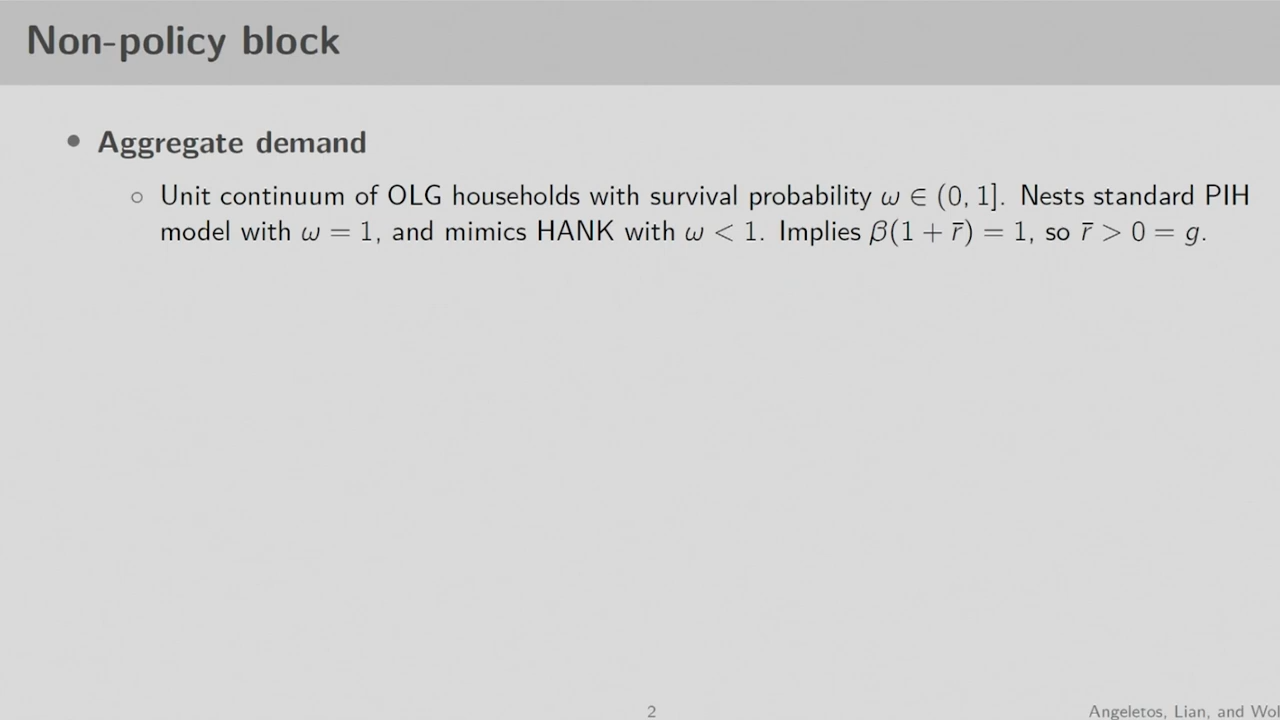 Non-policy block
• Aggregate demand
○ Unit continuum of OLG households with survival probability ω ∈ (0, 1]. Nests standard PIH
model with ω = 1, and mimics HANK with ω < 1. Implies β(1 + r̄) = 1, so r̄ > 0 = g.
2
Angeletos, Lian, and Wol